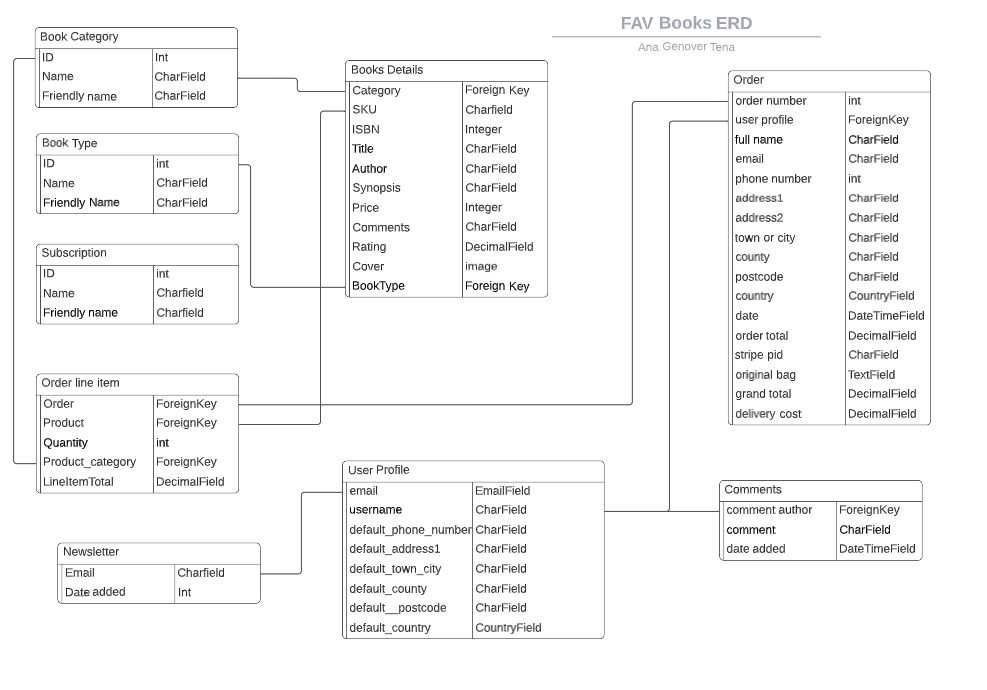 FAV Books ERD
Ana Genover Tena
Book Category
ID Int
Name CharField
Friendly name CharField
Book Type
ID int
Name CharField
Friendly Name CharField
Subscription
ID int
Name Charfield
Friendly name Charfield
Order line item
Order ForeignKey
Product ForeignKey
Quantity int
Product_category ForeignKey
LineItemTotal DecimalField
Newsletter
Email Charfield
Date added Int
Books Details
Category Foreign Key
SKU Charfield
ISBN Integer
Title CharField
Author CharField
Synopsis CharField
Price Integer
Comments CharField
Rating DecimalField
Cover image
BookType Foreign Key
User Profile
email EmailField
username CharField
default_phone_number CharField
default_address1 CharField
default_town_city CharField
default_county CharField
default__postcode CharField
default_country CountryField
Order
order number int
user profile ForeignKey
full name CharField
email CharField
phone number int
address1 CharField
address2 CharField
town or city CharField
county CharField
postcode CharField
country CountryField
date DateTimeField
order total DecimalField
stripe pid CharField
original bag TextField
grand total DecimalField
delivery cost DecimalField
Comments
comment author ForeignKey
comment CharField
date added DateTimeField